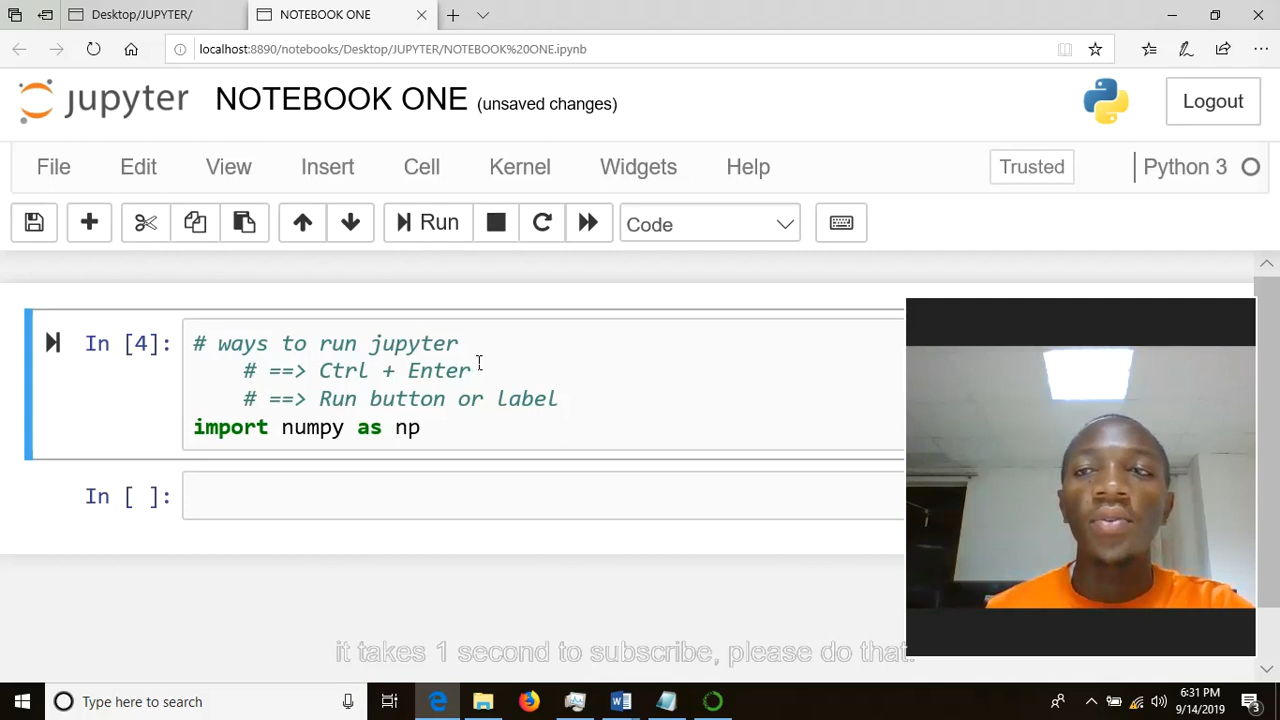 Desktop/JUPYTER/
NOTEBOOK ONE
localhost:8890/notebooks/Desktop/JUPYTER/NOTEBOOK%20ONE.ipynb
jupyter NOTEBOOK ONE (unsaved changes)
Logout
File Edit View Insert Cell Kernel Widgets Help
Trusted
Python 3
Run
Code
In [4]:
# ways to run jupyter
# ==> Ctrl + Enter
# ==> Run button or label
import numpy as np
In [ ]:
it takes 1 second to subscribe, please do that.
Type here to search
6:31 PM
9/14/2019
3